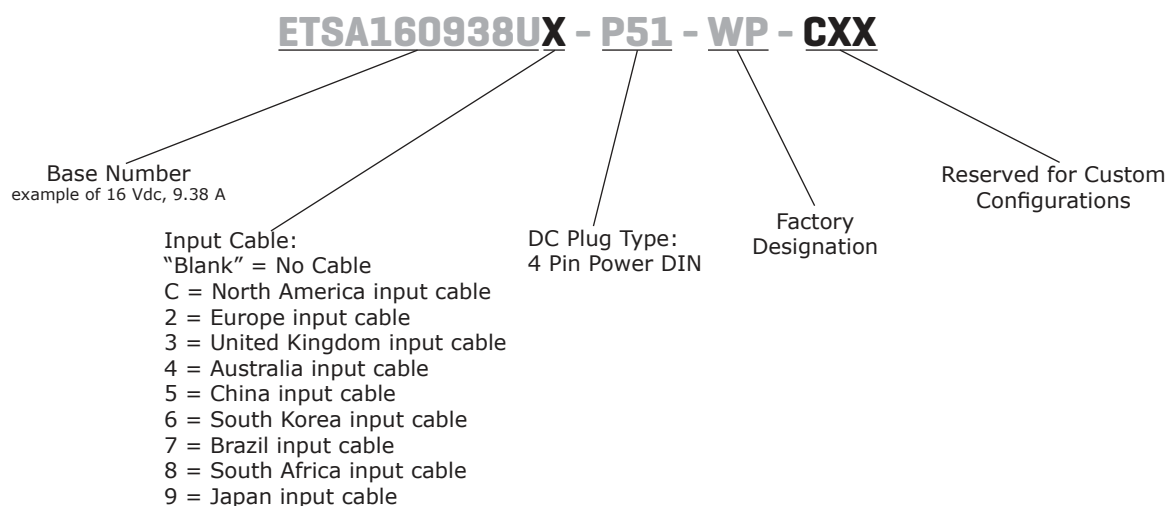 ETSA160938UX - P51 - WP - CXX
Base Number
example of 16 Vdc, 9.38 A
Input Cable:
“Blank” = No Cable
C = North America input cable
2 = Europe input cable
3 = United Kingdom input cable
4 = Australia input cable
5 = China input cable
6 = South Korea input cable
7 = Brazil input cable
8 = South Africa input cable
9 = Japan input cable
DC Plug Type:
4 Pin Power DIN
Factory
Designation
Reserved for Custom
Configurations